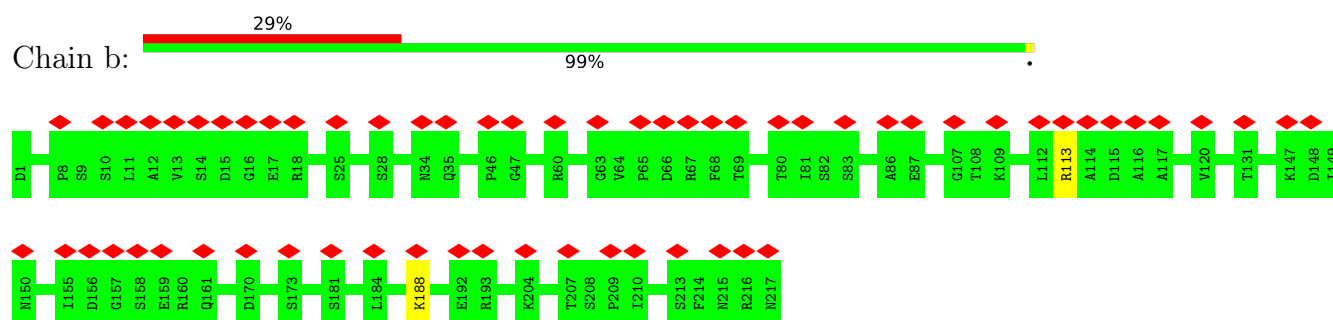 29%
Chain b:
99%
.
D1 P8 S9 S10 L11 A12 V13 S14 D15 G16 E17 R18 S25 S28 N34 Q35 P46 G47 R60 G63 V64 P65 D66 R67 F68 T69 T80 I81 S82 S83 A86 E87 G107 T108 K109 L112 R113 A114 D115 A116 A117 V120 T131 K147 D148 I149
N150 I155 D156 G157 S158 E159 R160 Q161 D170 S173 S181 L184 K188 E192 R193 K204 T207 S208 P209 I210 S213 F214 N215 R216 N217